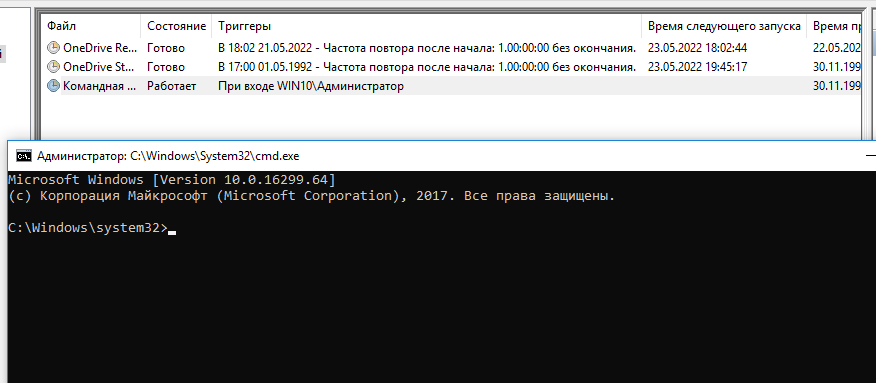 Файл Состояние Триггеры Время следующего запуска Время пр
OneDrive Re... Готово В 18:02 21.05.2022 - Частота повтора после начала: 1.00:00:00 без окончания. 23.05.2022 18:02:44 22.05.202
OneDrive St... Готово В 17:00 01.05.1992 - Частота повтора после начала: 1.00:00:00 без окончания. 23.05.2022 19:45:17 30.11.199
Командная ... Работает При входе WIN10\Администратор 30.11.199
Администратор: C:\Windows\System32\cmd.exe
Microsoft Windows [Version 10.0.16299.64]
(c) Корпорация Майкрософт (Microsoft Corporation), 2017. Все права защищены.
C:\Windows\system32>